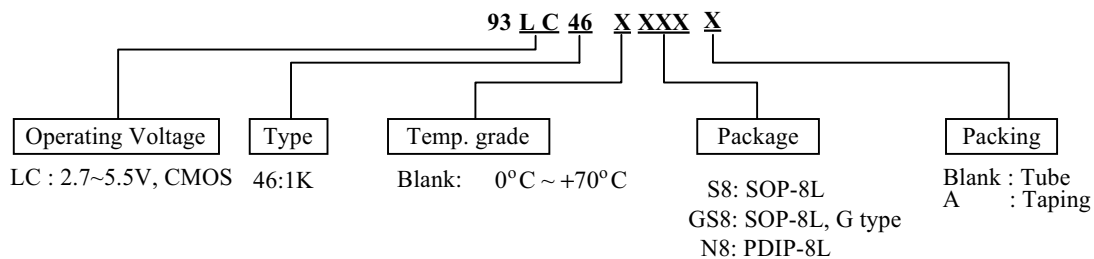 93 LC 46 X XXX X
Operating Voltage
LC : 2.7~5.5V, CMOS
Type
46:1K
Temp. grade
Blank: 0°C ~ +70°C
Package
S8: SOP-8L
GS8: SOP-8L, G type
N8: PDIP-8L
Packing
Blank : Tube
A : Taping